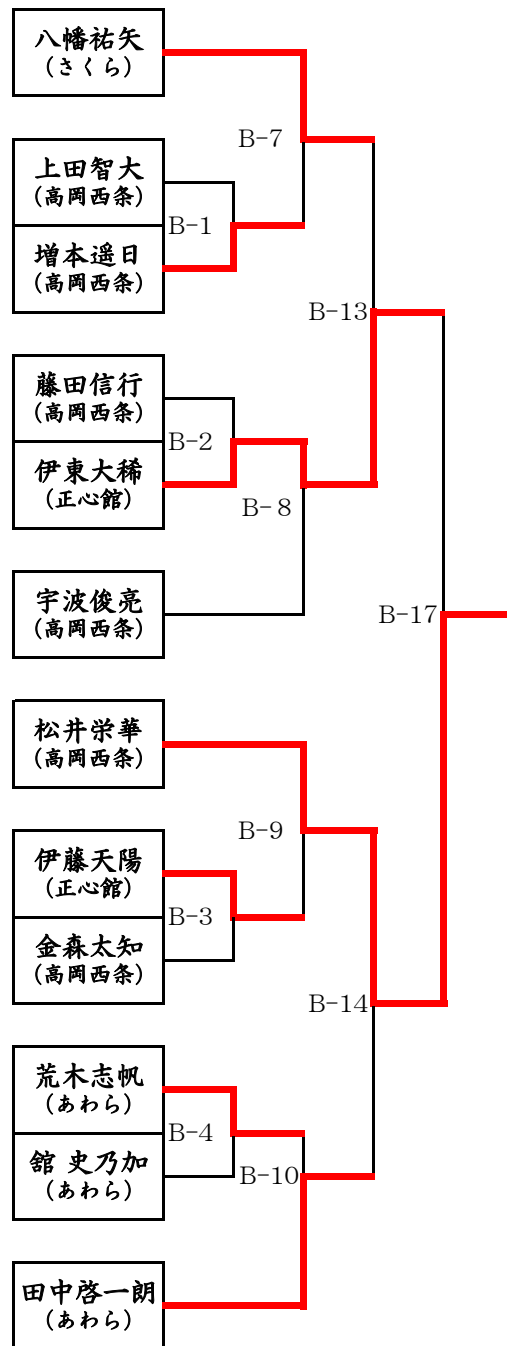 八幡祐矢
(さくら)
B-7
上田智大
(高岡西条)
B-1
増本遥日
(高岡西条)
B-13
藤田信行
(高岡西条)
B-2
伊東大稀
(正心館)
B-8
宇波俊亮
(高岡西条)
B-17
松井栄華
(高岡西条)
B-9
伊藤天陽
(正心館)
B-3
金森太知
(高岡西条)
B-14
荒木志帆
(あわら)
B-4
舘 史乃加
(あわら)
B-10
田中啓一朗
(あわら)